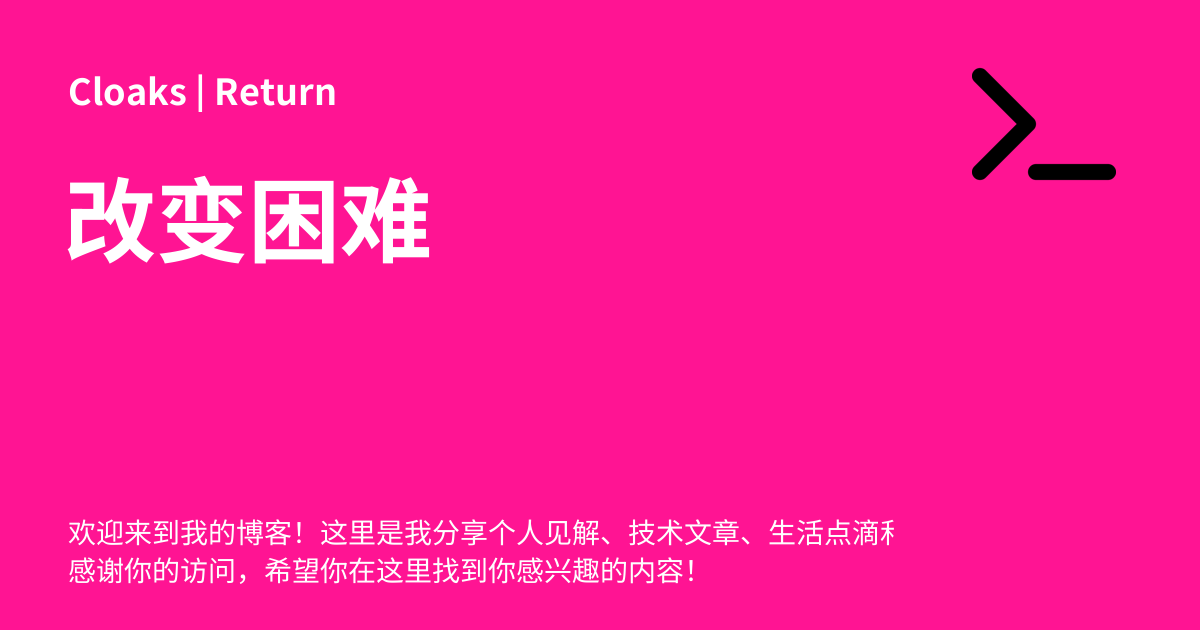 Cloaks | Return
改变困难
欢迎来到我的博客！这里是我分享个人见解、技术文章、生活点滴
感谢你的访问，希望你在这里找到你感兴趣的内容！